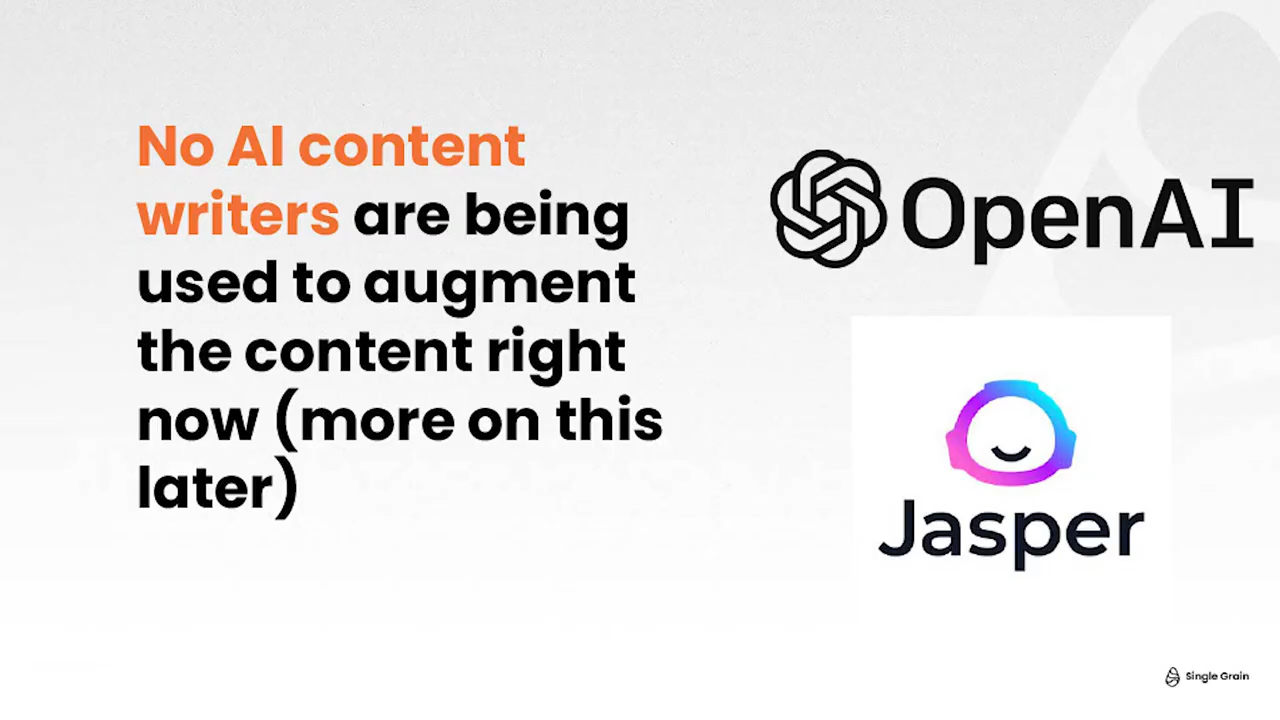 No AI content
writers are being
used to augment
the content right
now (more on this
later)
OpenAI
Jasper
Single Grain